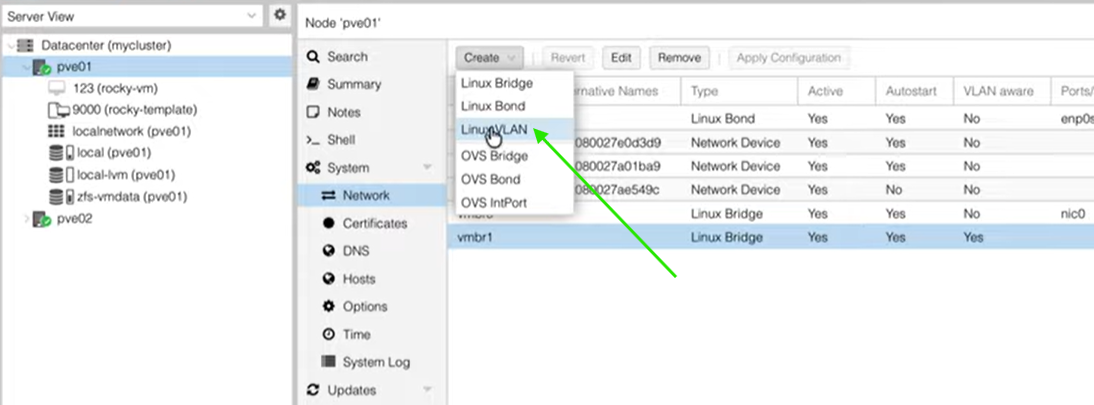 Server View
Node 'pve01'
Datacenter (mycluster)
pve01
123 (rocky-vm)
9000 (rocky-template)
localnetwork (pve01)
local (pve01)
local-lvm (pve01)
zfs-vmdata (pve01)
pve02
Search
Summary
Notes
Shell
System
Network
Certificates
DNS
Hosts
Options
Time
System Log
Updates
Create Revert Edit Remove Apply Configuration
Linux Bridge
Linux Bond
Linux VLAN
OVS Bridge
OVS Bond
OVS IntPort
ernative Names Type Active Autostart VLAN aware Ports/
Linux Bond Yes Yes No enp0s
080027e0d3d9 Network Device Yes Yes No
080027a01ba9 Network Device Yes Yes No
080027ae549c Network Device Yes No No
Linux Bridge Yes Yes No nic0
vmbr1 Linux Bridge Yes Yes Yes